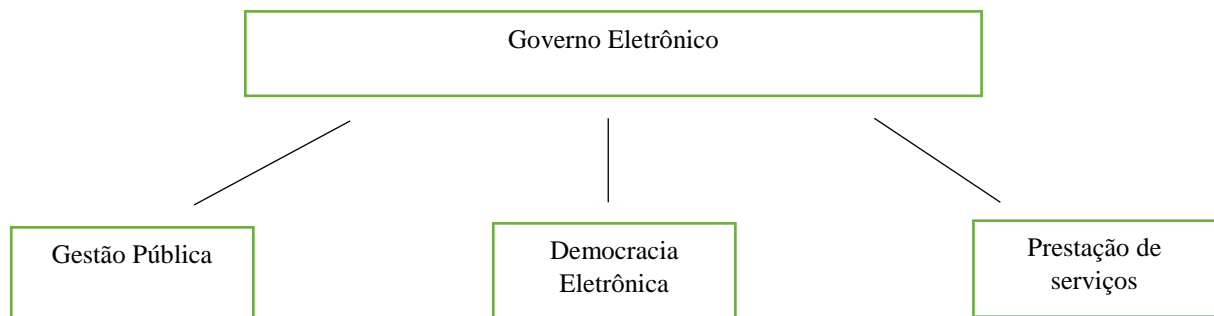 Governo Eletrônico
Gestão Pública
Democracia
Eletrônica
Prestação de
serviços